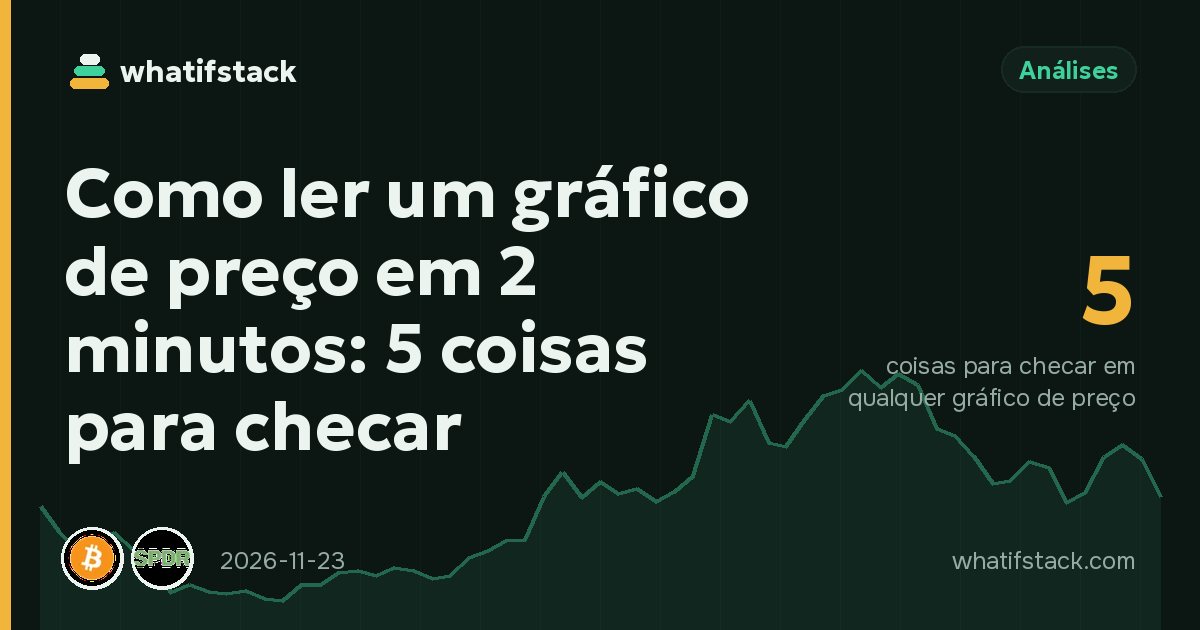 whatifstack
Análises
Como ler um gráfico
de preço em 2
minutos: 5 coisas
para checar
5
coisas para checar em
qualquer gráfico de preço
SPDR
2026-11-23
whatifstack.com